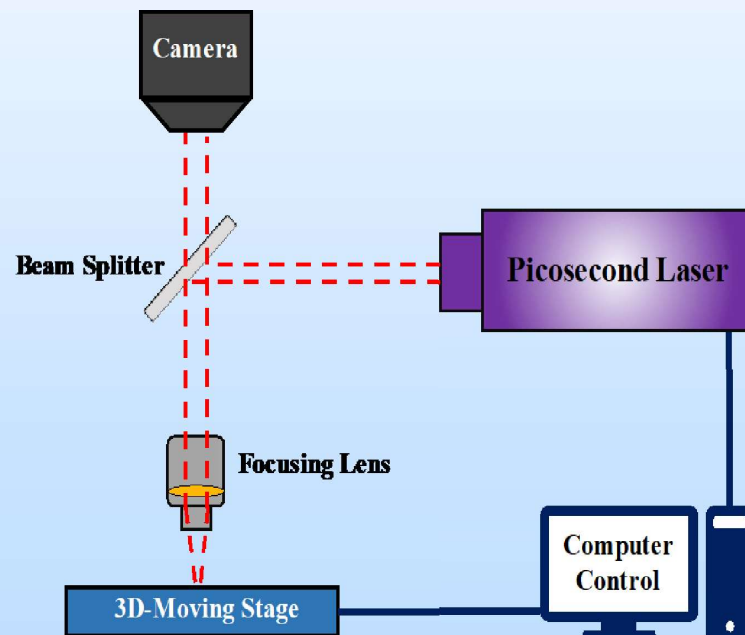 Camera
Beam Splitter
Picosecond Laser
Focusing Lens
Computer
Control
3D-Moving Stage